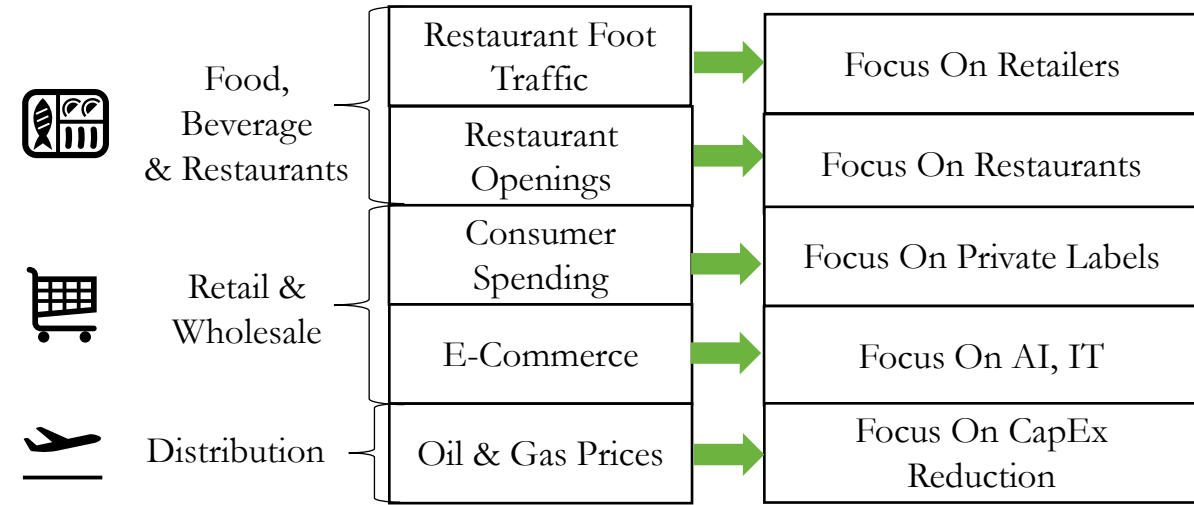 Food,
Beverage
& Restaurants
Restaurant Foot
Traffic
Focus On Retailers
Restaurant
Openings
Focus On Restaurants
Retail &
Wholesale
Consumer
Spending
Focus On Private Labels
E-Commerce
Focus On AI, IT
Distribution
Oil & Gas Prices
Focus On CapEx
Reduction